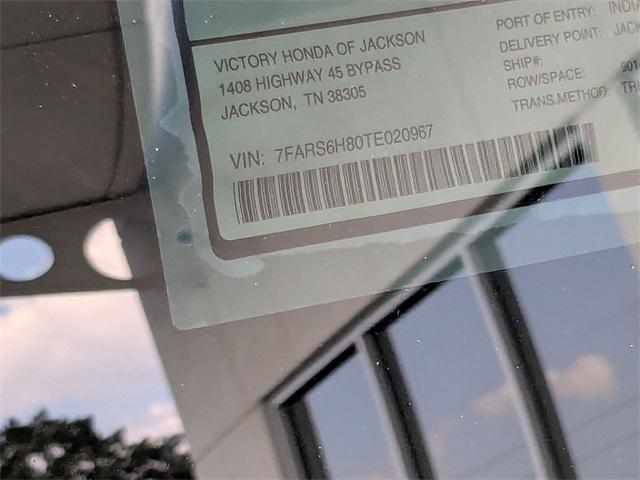 VICTORY HONDA OF JACKSON
1408 HIGHWAY 45 BYPASS
JACKSON, TN 38305
VIN: 7FARS6H80TE020967
PORT OF ENTRY:
DELIVERY POINT:
SHIP#:
ROW/SPACE:
TRANS.METHOD: